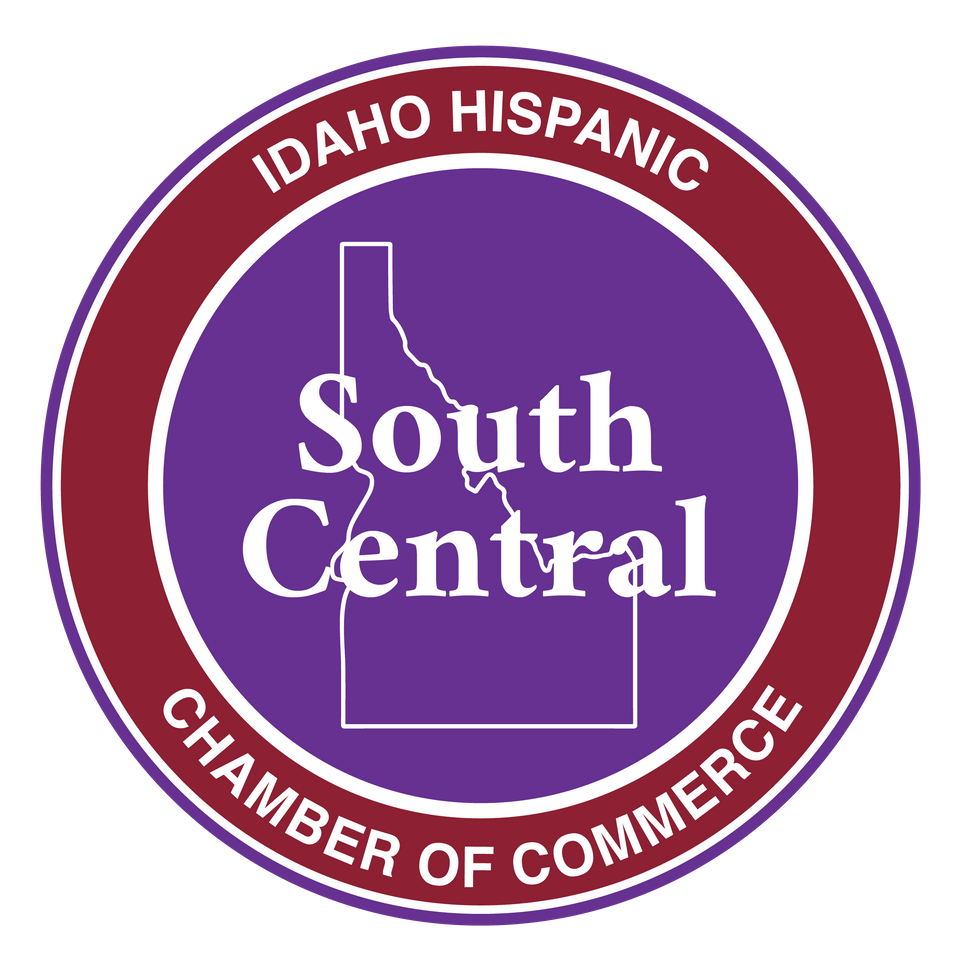 IDAHO HISPANIC
South
Central
CHAMBER OF COMMERCE